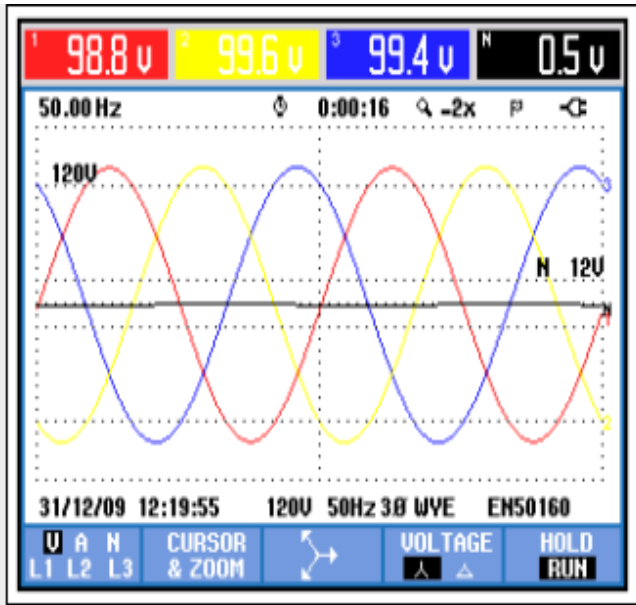 1 98.8 V 2 99.6 V 3 99.4 V N 0.5 V
50.00 Hz 0:00:16 -2x
120V
3
N 12V
N
1
2
31/12/09 12:19:55 120V 50Hz 3Ø WYE EN50160
V A N CURSOR VOLTAGE HOLD
L1 L2 L3 & ZOOM RUN